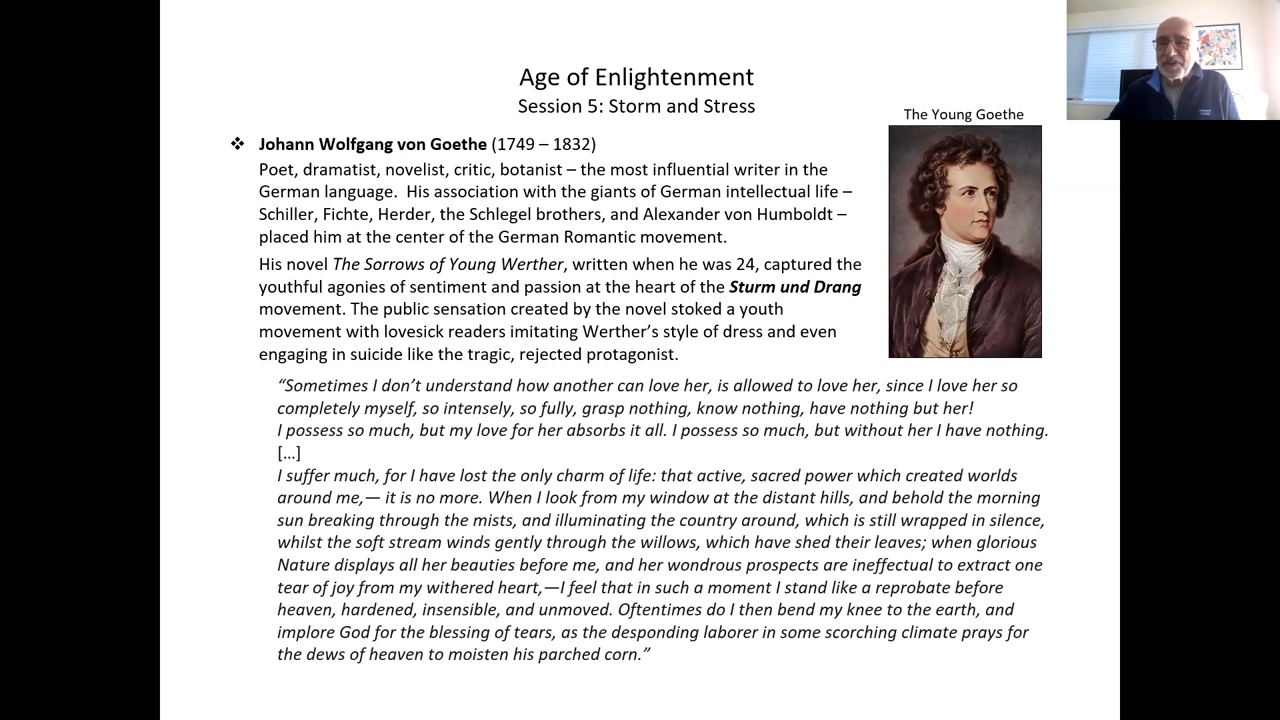 Age of Enlightenment
Session 5: Storm and Stress
The Young Goethe
❖ Johann Wolfgang von Goethe (1749 – 1832)
Poet, dramatist, novelist, critic, botanist – the most influential writer in the
German language.  His association with the giants of German intellectual life –
Schiller, Fichte, Herder, the Schlegel brothers, and Alexander von Humboldt –
placed him at the center of the German Romantic movement.
His novel The Sorrows of Young Werther, written when he was 24, captured the
youthful agonies of sentiment and passion at the heart of the Sturm und Drang
movement. The public sensation created by the novel stoked a youth
movement with lovesick readers imitating Werther’s style of dress and even
engaging in suicide like the tragic, rejected protagonist.
“Sometimes I don’t understand how another can love her, is allowed to love her, since I love her so
completely myself, so intensely, so fully, grasp nothing, know nothing, have nothing but her!
I possess so much, but my love for her absorbs it all. I possess so much, but without her I have nothing.
[…]
I suffer much, for I have lost the only charm of life: that active, sacred power which created worlds
around me,— it is no more. When I look from my window at the distant hills, and behold the morning
sun breaking through the mists, and illuminating the country around, which is still wrapped in silence,
whilst the soft stream winds gently through the willows, which have shed their leaves; when glorious
Nature displays all her beauties before me, and her wondrous prospects are ineffectual to extract one
tear of joy from my withered heart,—I feel that in such a moment I stand like a reprobate before
heaven, hardened, insensible, and unmoved. Oftentimes do I then bend my knee to the earth, and
implore God for the blessing of tears, as the desponding laborer in some scorching climate prays for
the dews of heaven to moisten his parched corn.”